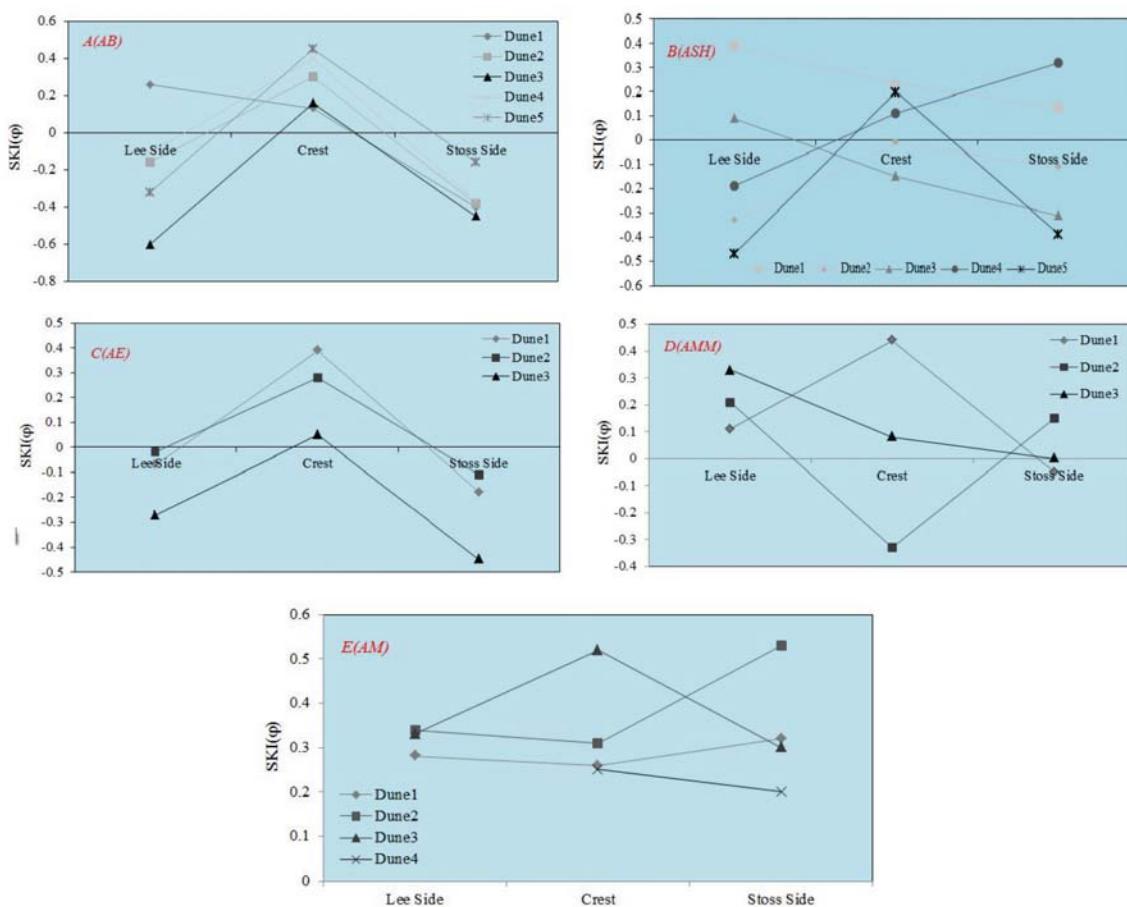 A(AB)
SKI(φ)
0.6
0.4
0.2
0
-0.2
-0.4
-0.6
-0.8
Lee Side Crest Stoss Side
Dune1
Dune2
Dune3
Dune4
Dune5
B(ASH)
SKI(φ)
0.5
0.4
0.3
0.2
0.1
0
-0.1
-0.2
-0.3
-0.4
-0.5
-0.6
Lee Side Crest Stoss Side
Dune1 Dune2 Dune3 Dune4 Dune5
C(AE)
SKI(φ)
0.5
0.4
0.3
0.2
0.1
0
-0.1
-0.2
-0.3
-0.4
-0.5
Lee Side Crest Stoss Side
Dune1
Dune2
Dune3
D(AMM)
SKI(φ)
0.5
0.4
0.3
0.2
0.1
0
-0.1
-0.2
-0.3
-0.4
Lee Side Crest Stoss Side
Dune1
Dune2
Dune3
E(AM)
SKI(φ)
0.6
0.5
0.4
0.3
0.2
0.1
0
Dune1
Dune2
Dune3
Dune4
Lee Side Crest Stoss Side